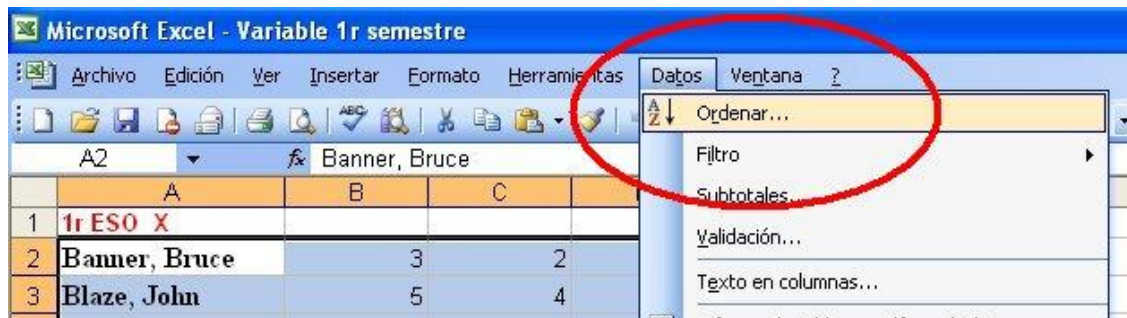 Microsoft Excel - Variable 1r semestre
Archivo Edición Ver Insertar Formato Herramientas Datos Ventana ?
Ordenar...
A2 fx Banner, Bruce
Filtro
A B C
Subtotales...
1 1r ESO X
Validación...
2 Banner, Bruce 3 2
Texto en columnas...
3 Blaze, John 5 4